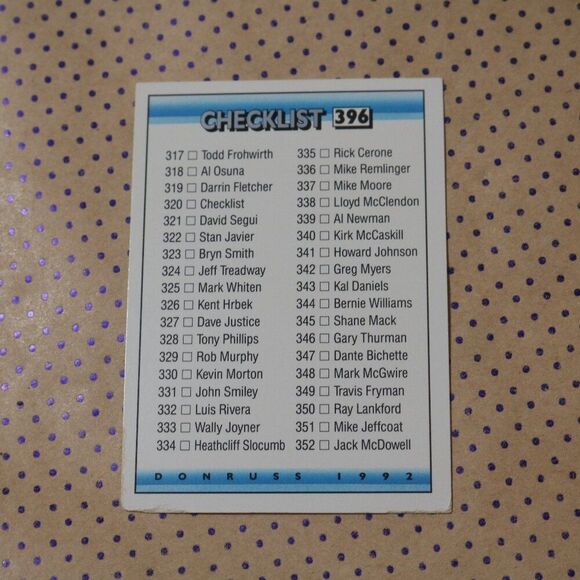 CHECKLIST 396
317 Todd Frohwirth
318 Al Osuna
319 Darrin Fletcher
320 Checklist
321 David Segui
322 Stan Javier
323 Bryn Smith
324 Jeff Treadway
325 Mark Whiten
326 Kent Hrbek
327 Dave Justice
328 Tony Phillips
329 Rob Murphy
330 Kevin Morton
331 John Smiley
332 Luis Rivera
333 Wally Joyner
334 Heathcliff Slocumb
335 Rick Cerone
336 Mike Remlinger
337 Mike Moore
338 Lloyd McClendon
339 Al Newman
340 Kirk McCaskill
341 Howard Johnson
342 Greg Myers
343 Kal Daniels
344 Bernie Williams
345 Shane Mack
346 Gary Thurman
347 Dante Bichette
348 Mark McGwire
349 Travis Fryman
350 Ray Lankford
351 Mike Jeffcoat
352 Jack McDowell
DONRUSS 1992